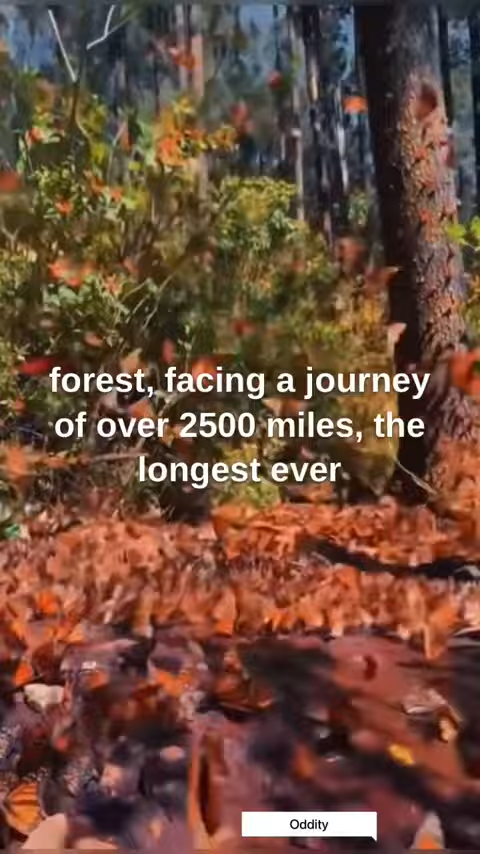 forest, facing a journey
of over 2500 miles, the
longest ever
Oddity